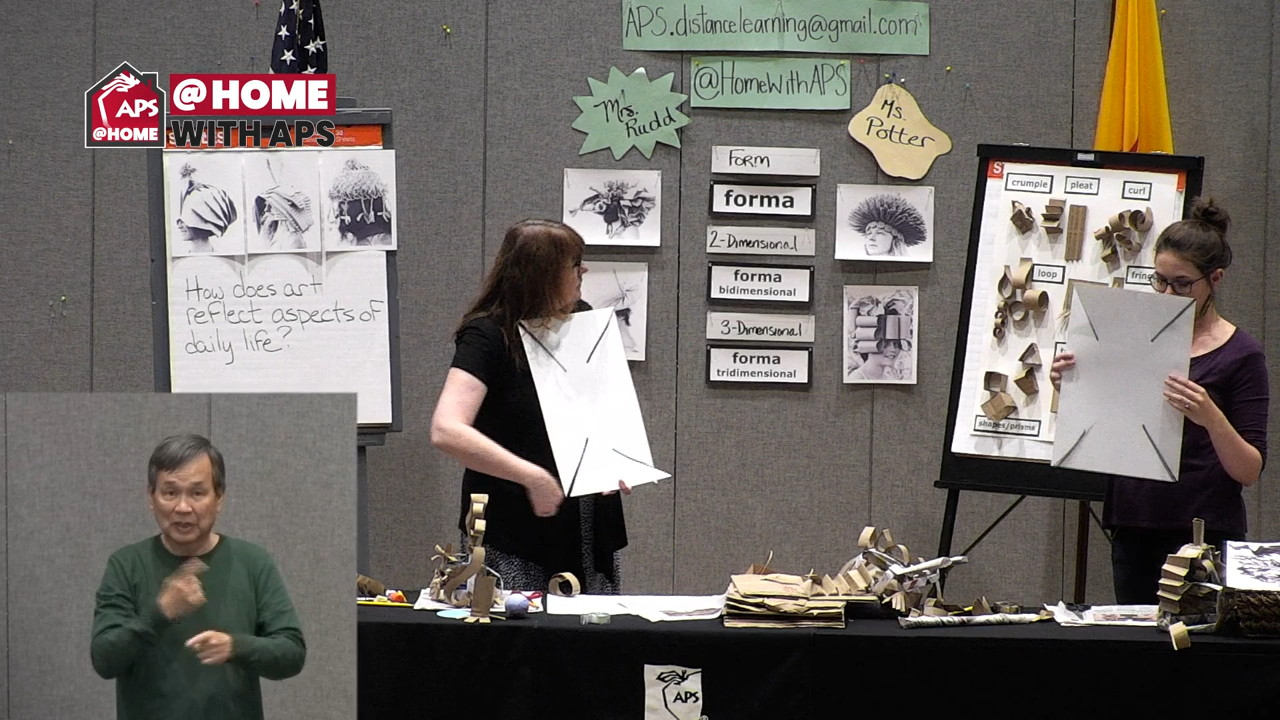 APS.distancelearning@gmail.com
@HomeWithAPS
APS
@HOME
@HOME
WITH APS
Mrs.
Rudd
Ms.
Potter
Form
forma
2-Dimensional
forma
bidimensional
3-Dimensional
forma
tridimensional
How does art
reflect aspects of
daily life?
crumple
pleat
curl
loop
shapes/prisms
APS